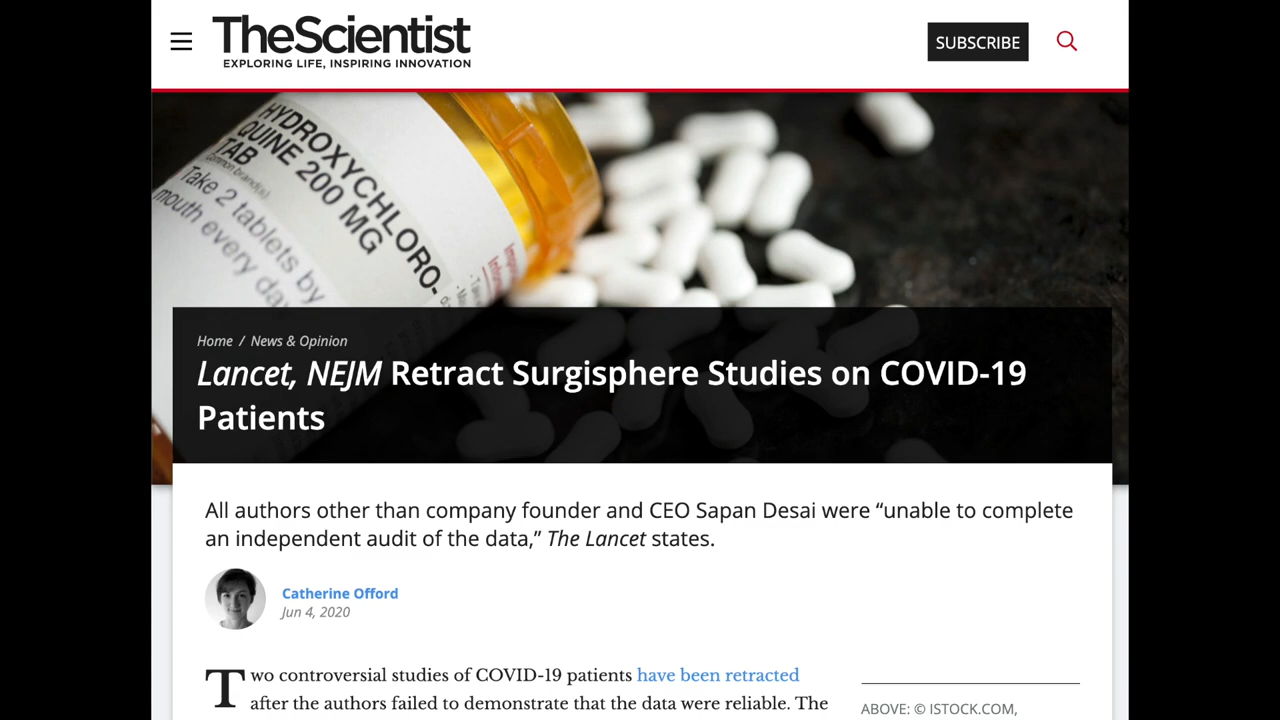 TheScientist
EXPLORING LIFE, INSPIRING INNOVATION
SUBSCRIBE
HYDROXYCHLORO-
QUINE 200 MG
TAB
Take 2 tablets by
mouth every day
Home / News & Opinion
Lancet, NEJM Retract Surgisphere Studies on COVID-19
Patients
All authors other than company founder and CEO Sapan Desai were “unable to complete
an independent audit of the data,” The Lancet states.
Catherine Offord
Jun 4, 2020
Two controversial studies of COVID-19 patients have been retracted
after the authors failed to demonstrate that the data were reliable. The
ABOVE: © ISTOCK.COM,